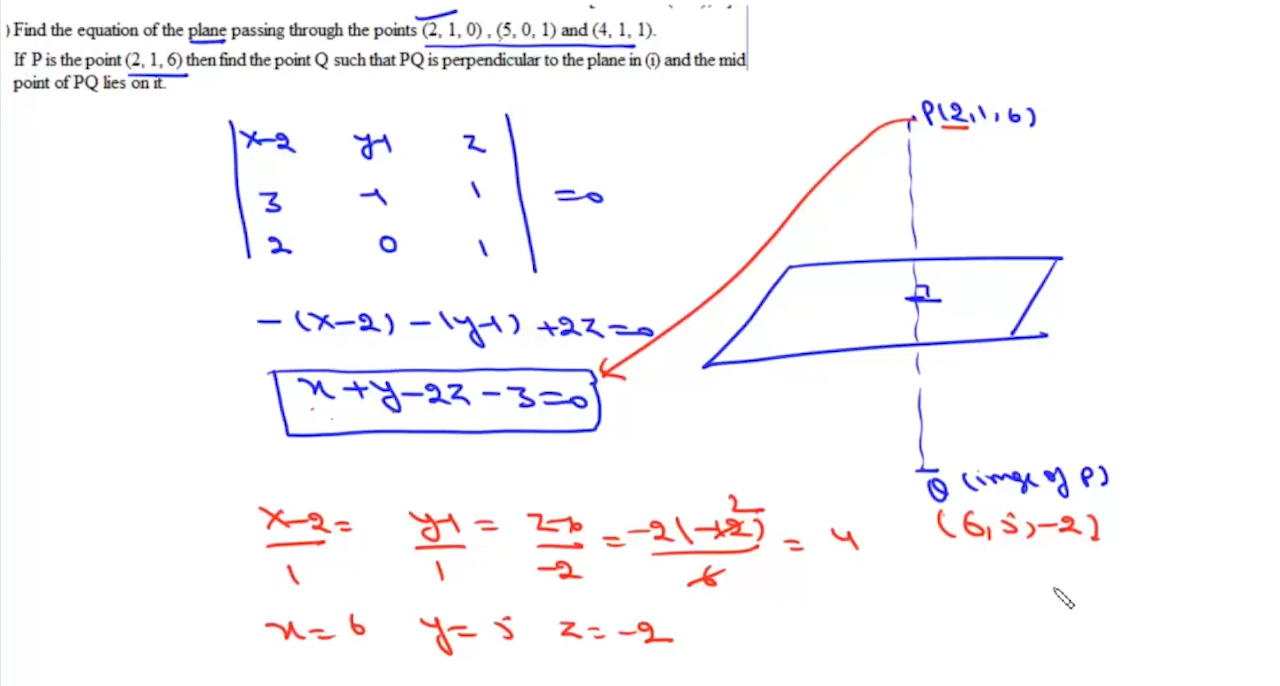 ) Find the equation of the plane passing through the points (2, 1, 0) , (5, 0, 1) and (4, 1, 1).
If P is the point (2, 1, 6) then find the point Q such that PQ is perpendicular to the plane in (i) and the mid
point of PQ lies on it.
P(2,1,6)
| x-2 y-1 z |
| 3 -1 1 | =0
| 2 0 1 |
-(x-2) -(y-1) +2z=0
x+y-2z-3=0
Q (image of P)
(6,5,-2)
(x-2)/1 = (y-1)/1 = (z-6)/-2 = -2(-12)/6 = 4
2
x=6 y=5 z=-2